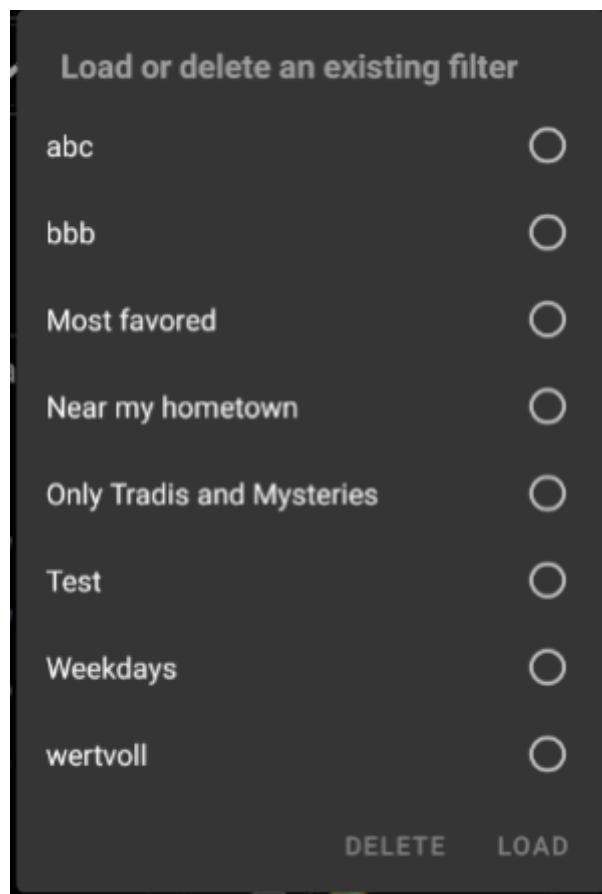 Load or delete an existing filter
abc
bbb
Most favored
Near my hometown
Only Tradis and Mysteries
Test
Weekdays
wertvoll
DELETE LOAD